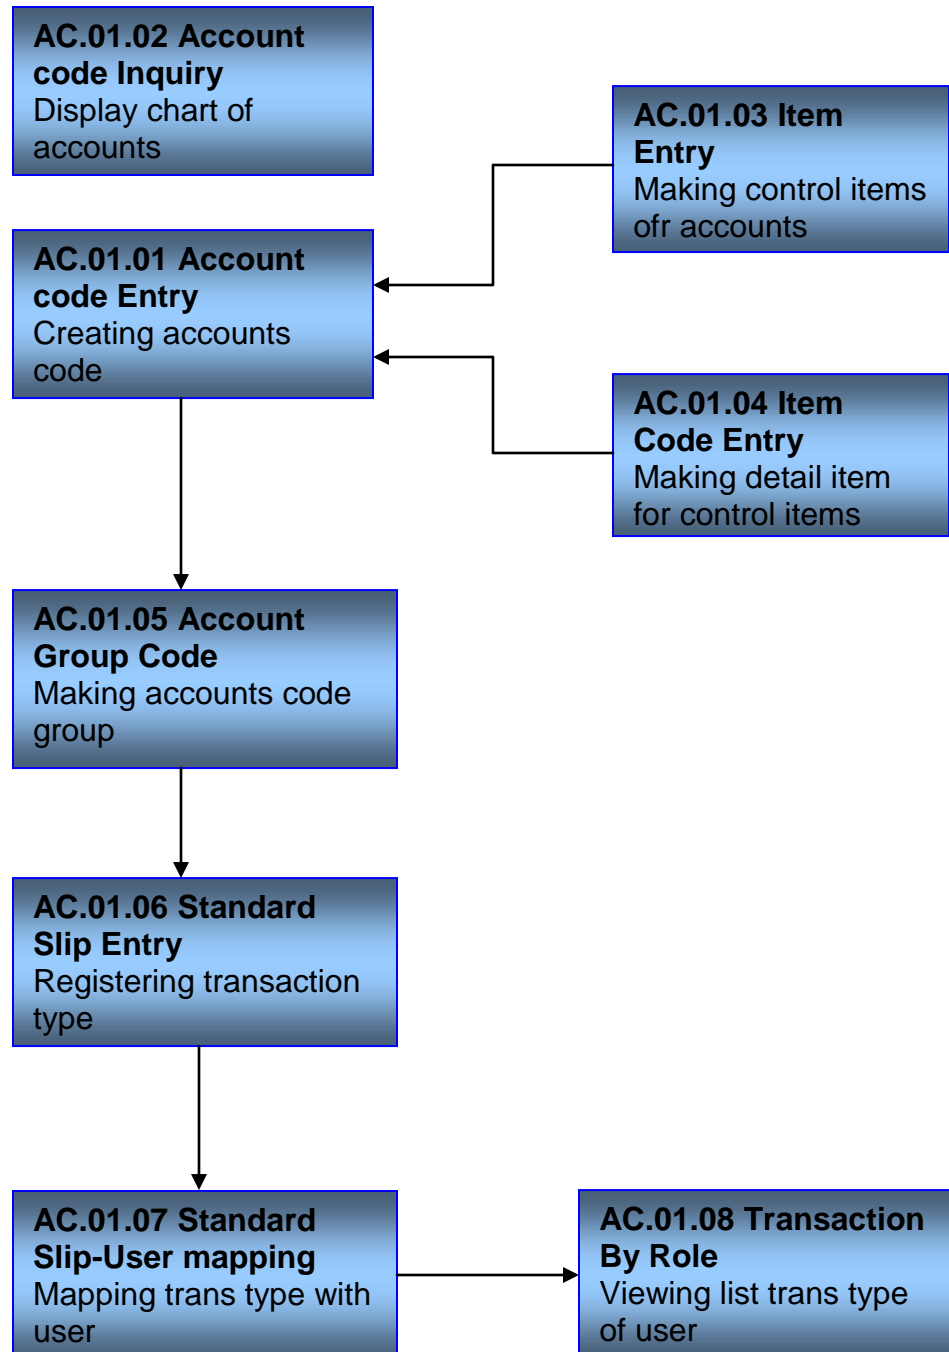 AC.01.02 Account
code Inquiry
Display chart of
accounts
AC.01.03 Item
Entry
Making control items
ofr accounts
AC.01.01 Account
code Entry
Creating accounts
code
AC.01.04 Item
Code Entry
Making detail item
for control items
AC.01.05 Account
Group Code
Making accounts code
group
AC.01.06 Standard
Slip Entry
Registering transaction
type
AC.01.07 Standard
Slip-User mapping
Mapping trans type with
user
AC.01.08 Transaction
By Role
Viewing list trans type
of user